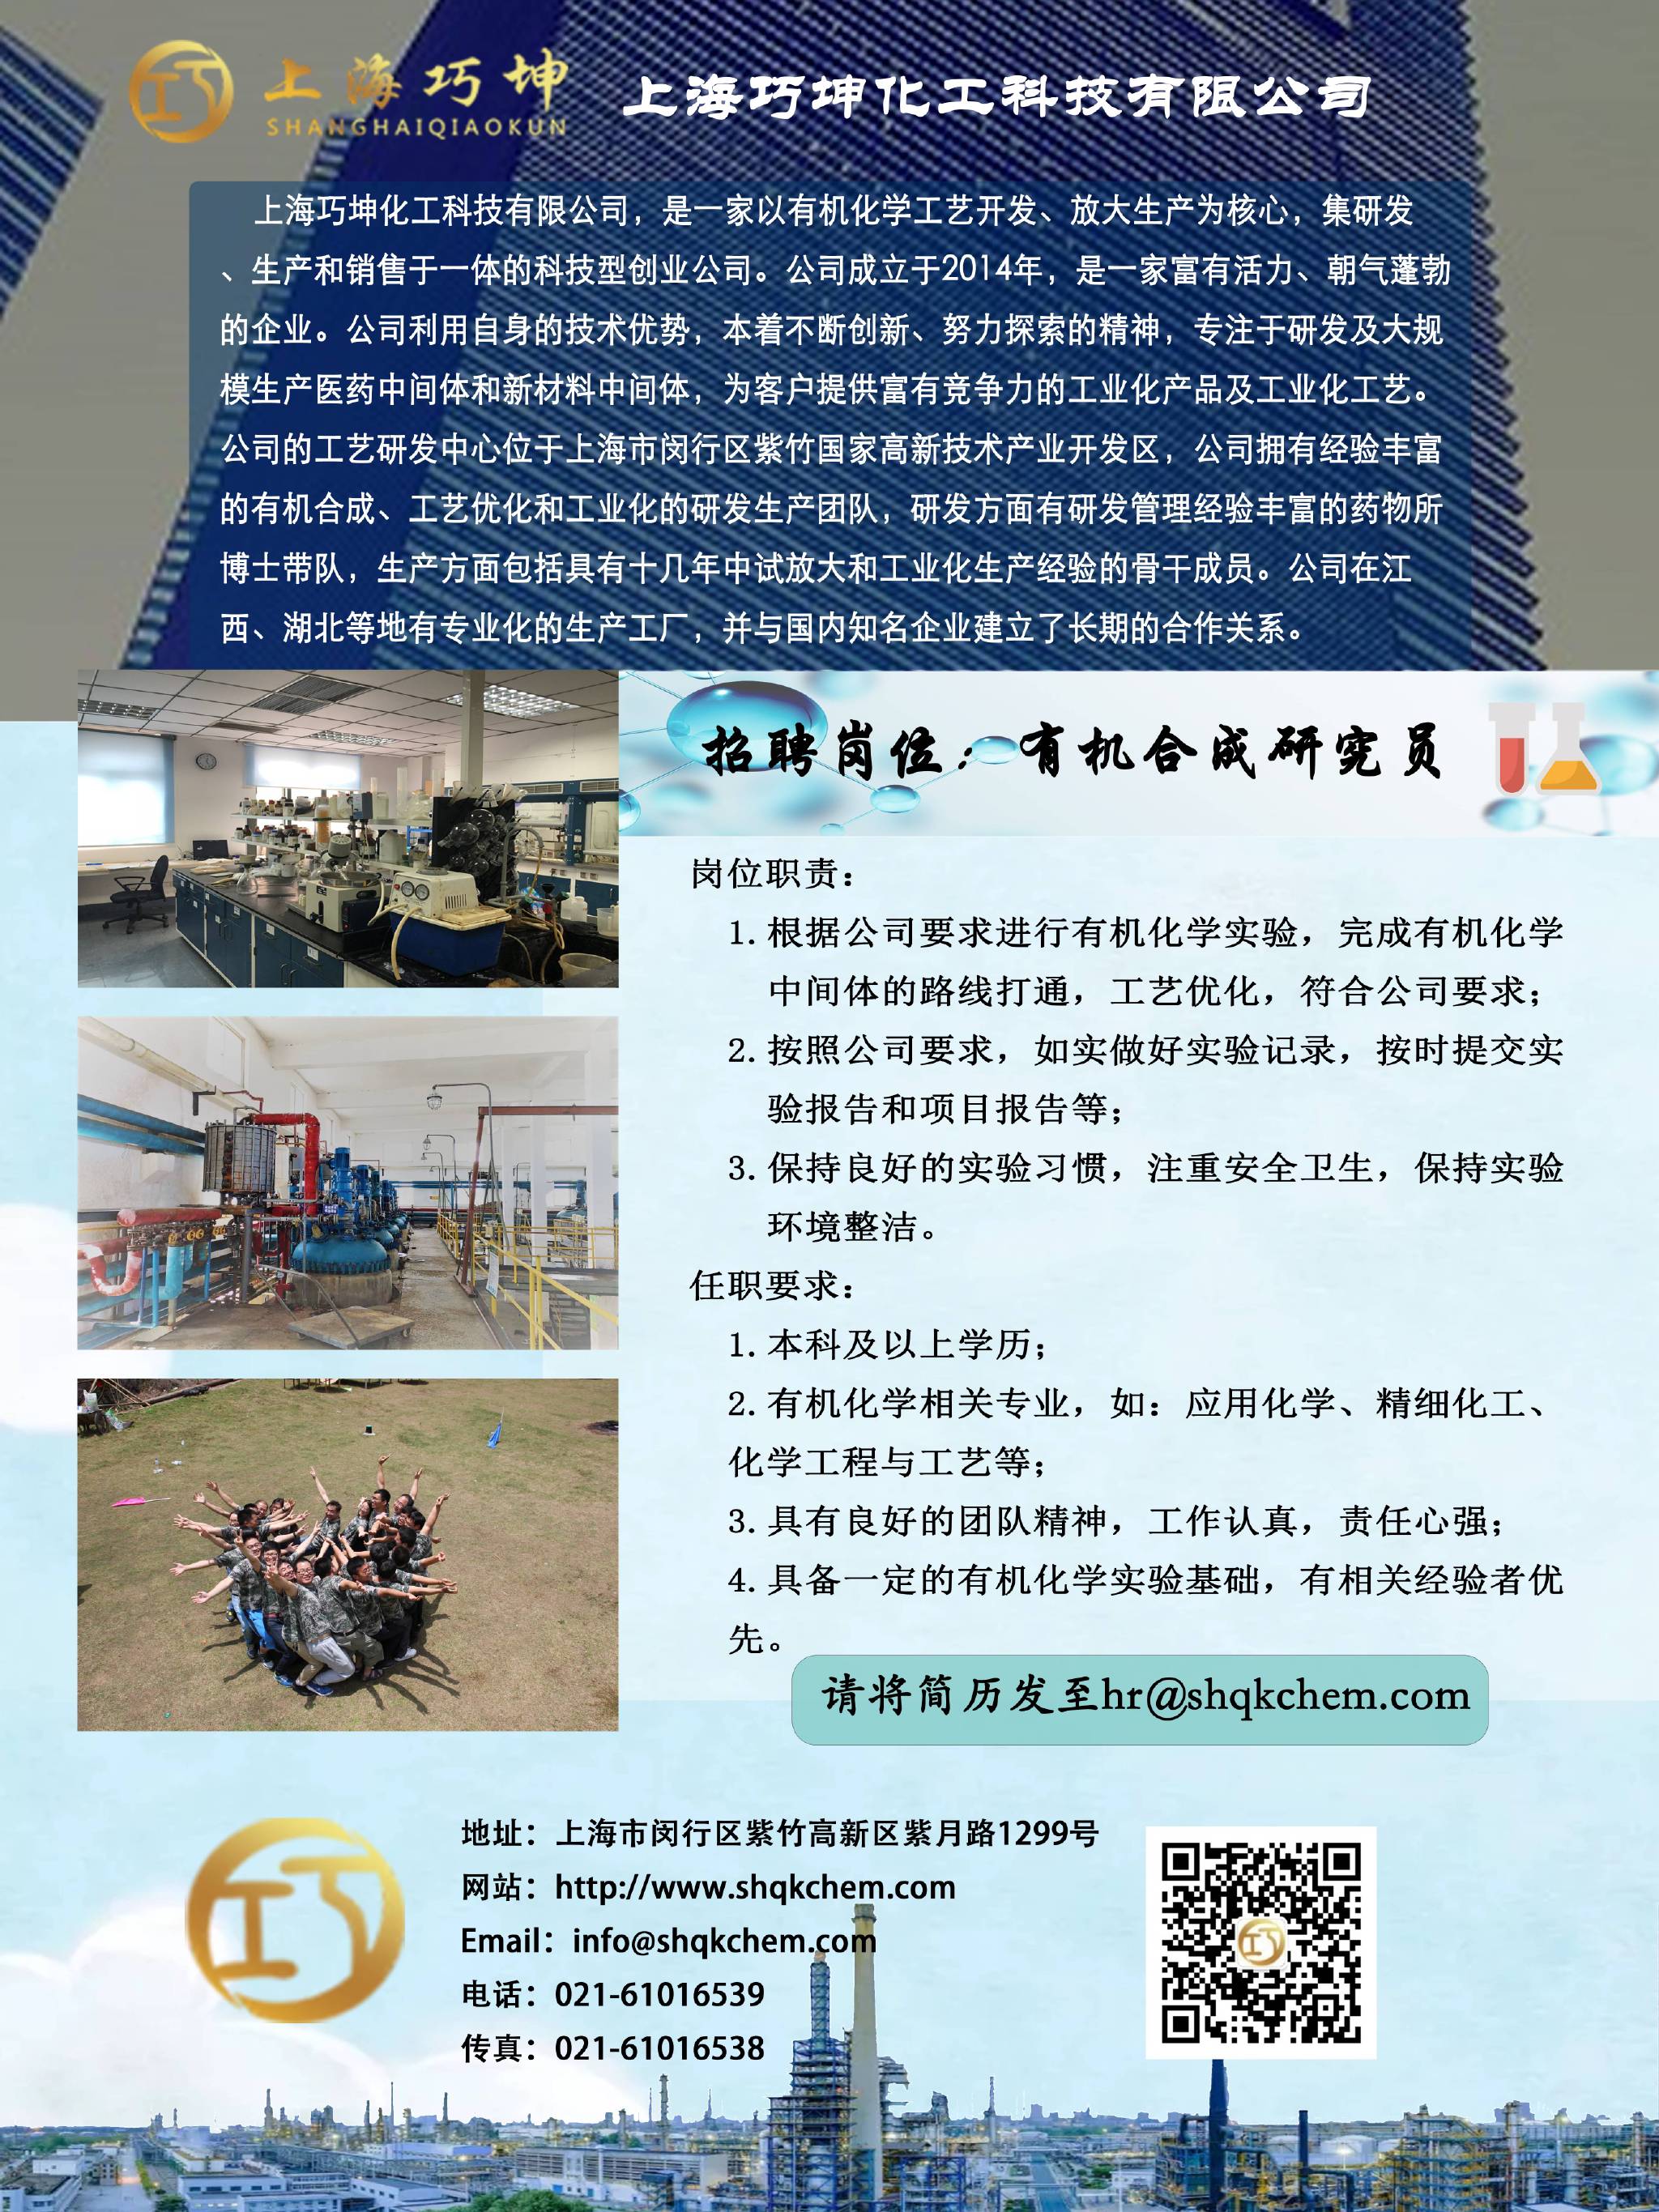 上海巧坤
SHANGHAIQIAOKUN
上海巧坤化工科技有限公司
上海巧坤化工科技有限公司，是一家以有机化学工艺开发、放大生产为核心，集研发
、生产和销售于一体的科技型创业公司。公司成立于2014年，是一家富有活力、朝气蓬勃
的企业。公司利用自身的技术优势，本着不断创新、努力探索的精神，专注于研发及大规
模生产医药中间体和新材料中间体，为客户提供富有竞争力的工业化产品及工业化工艺。
公司的工艺研发中心位于上海市闵行区紫竹国家高新技术产业开发区，公司拥有经验丰富
的有机合成、工艺优化和工业化的研发生产团队，研发方面有研发管理经验丰富的药物所
博士带队，生产方面包括具有十几年中试放大和工业化生产经验的骨干成员。公司在江
西、湖北等地有专业化的生产工厂，并与国内知名企业建立了长期的合作关系。
招聘岗位：有机合成研究员
岗位职责：
1. 根据公司要求进行有机化学实验，完成有机化学
中间体的路线打通，工艺优化，符合公司要求；
2. 按照公司要求，如实做好实验记录，按时提交实
验报告和项目报告等；
3. 保持良好的实验习惯，注重安全卫生，保持实验
环境整洁。
任职要求：
1. 本科及以上学历；
2. 有机化学相关专业，如：应用化学、精细化工、
化学工程与工艺等；
3. 具有良好的团队精神，工作认真，责任心强；
4. 具备一定的有机化学实验基础，有相关经验者优
先。
请将简历发至hr@shqkchem.com
地址：上海市闵行区紫竹高新区紫月路1299号
网站：http://www.shqkchem.com
Email：info@shqkchem.com
电话：021-61016539
传真：021-61016538